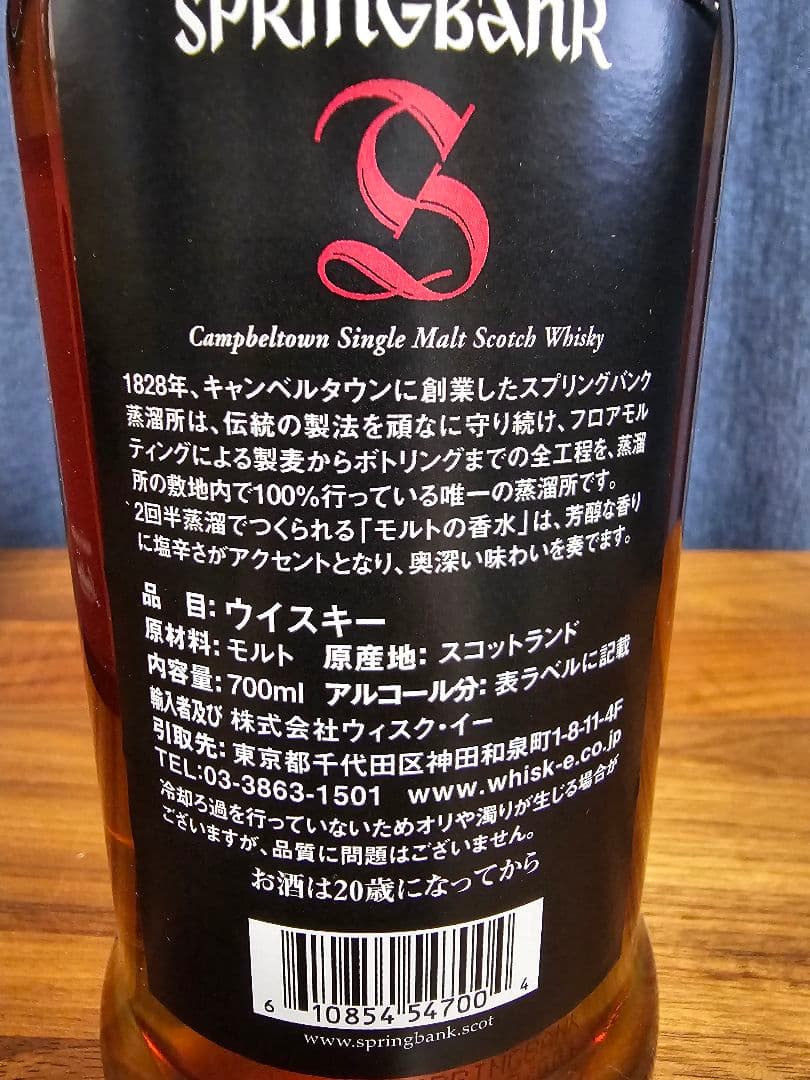 SPRINGBANK
S
Campbeltown Single Malt Scotch Whisky
1828年、キャンベルタウンに創業したスプリングバンク
蒸溜所は、伝統の製法を頑なに守り続け、フロアモル
ティングによる製麦からボトリングまでの全工程を、蒸溜
所の敷地内で100%行っている唯一の蒸溜所です。
2回半蒸溜でつくられる「モルトの香水」は、芳醇な香り
に塩辛さがアクセントとなり、奥深い味わいを奏でます。
品 目:ウイスキー
原材料:モルト 原産地:スコットランド
内容量:700ml アルコール分:表ラベルに記載
輸入者及び 株式会社ウィスク・イー
引取先:東京都千代田区神田和泉町1-8-11-4F
TEL:03-3863-1501 www.whisk-e.co.jp
冷却ろ過を行っていないためオリや濁りが生じる場合が
ございますが、品質に問題はございません。
お酒は20歳になってから
6 10854 54700 4
www.springbank.scot
SPRINGBANK